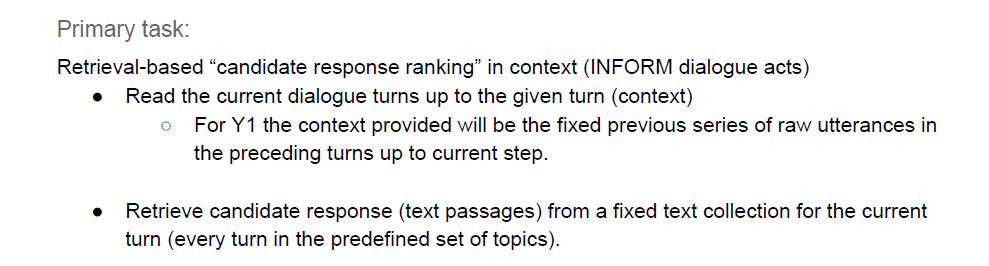 Primary task:
Retrieval-based “candidate response ranking” in context (INFORM dialogue acts)
● Read the current dialogue turns up to the given turn (context)
○ For Y1 the context provided will be the fixed previous series of raw utterances in
the preceding turns up to current step.
● Retrieve candidate response (text passages) from a fixed text collection for the current
turn (every turn in the predefined set of topics).